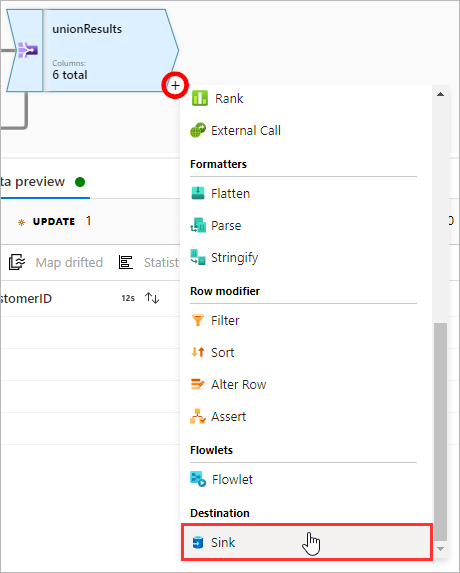 unionResults
Columns:
6 total
+
Rank
External Call
Formatters
ta preview
Flatten
UPDATE 1
0
Parse
Map drifted
Statist
Stringify
Row modifier
stomerID
12s
Filter
Sort
Alter Row
Assert
Flowlets
Flowlet
Destination
Sink